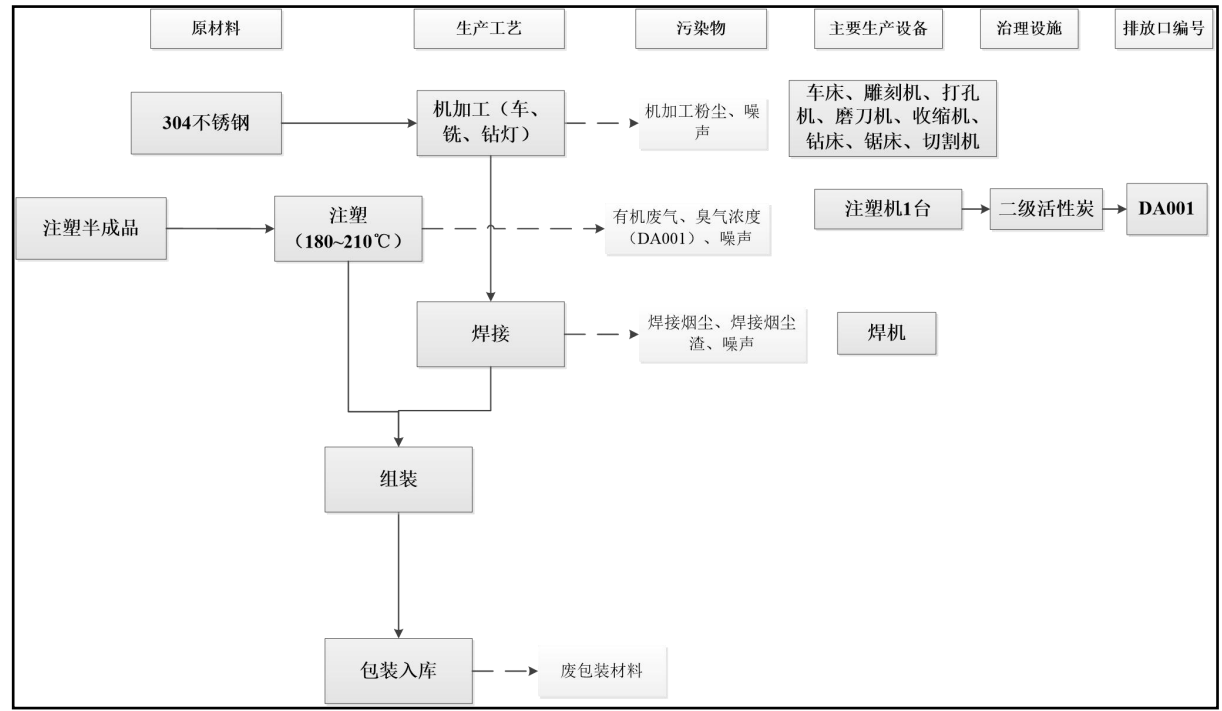 原材料
生产工艺
污染物
主要生产设备
治理设施
排放口编号
304不锈钢
机加工（车、
铣、钻灯）
机加工粉尘、噪
声
车床、雕刻机、打孔
机、磨刀机、收缩机、
钻床、锯床、切割机
注塑半成品
注塑
（180~210℃）
有机废气、臭气浓度
（DA001）、噪声
注塑机1台
二级活性炭
DA001
焊接
焊接烟尘、焊接烟尘
渣、噪声
焊机
组装
包装入库
废包装材料